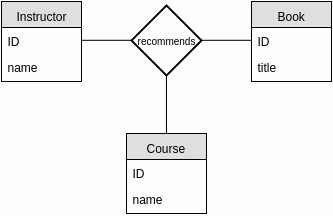 Instructor
ID
name
recommends
Book
ID
title
Course
ID
name